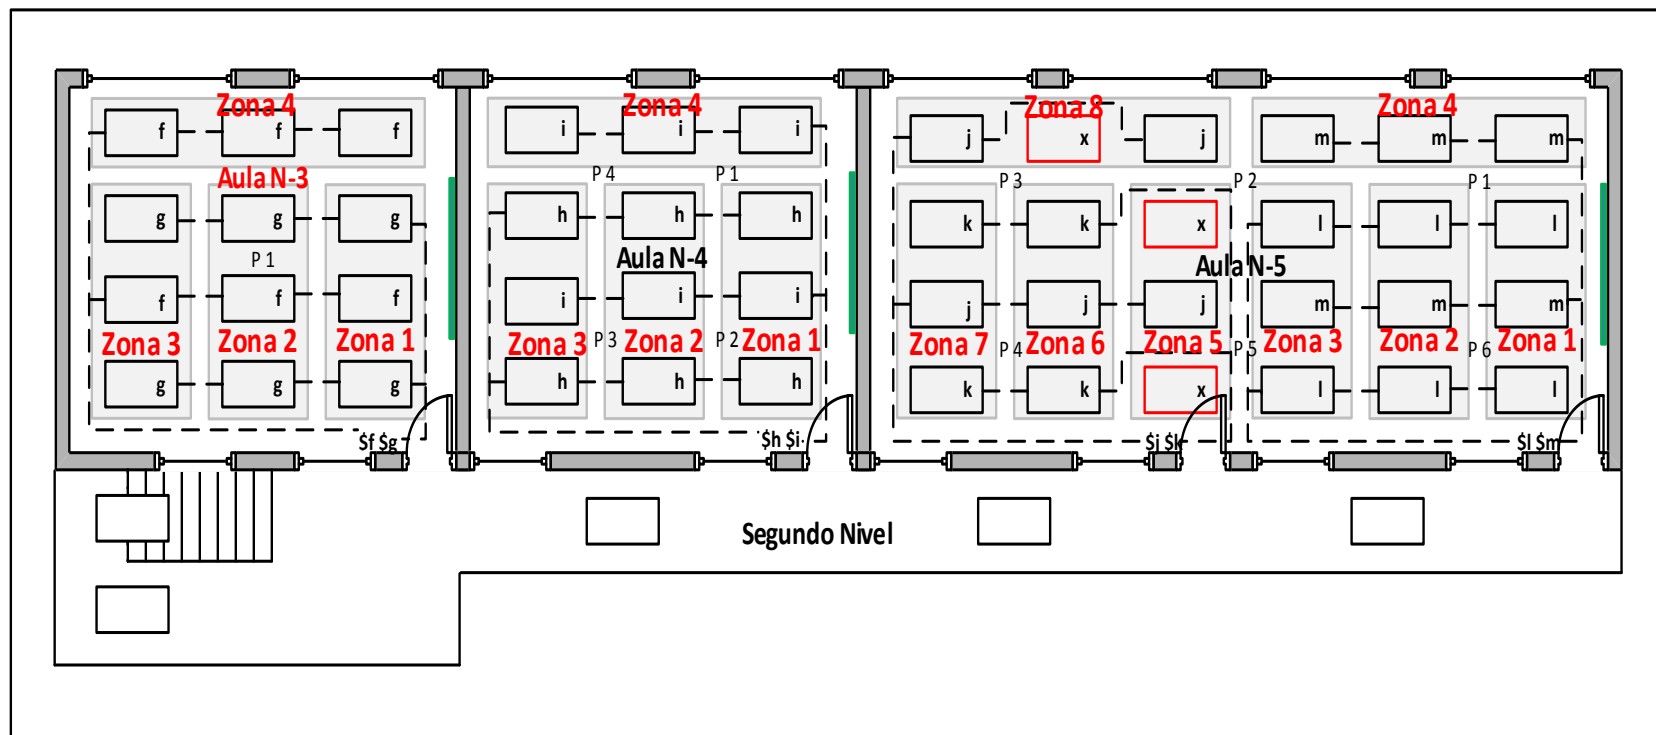 Zona 4 Zona 4 Zona 8 Zona 4
f f f i i i j x j m m m
Aula N-3 P 4 P 1 P 3 P 2 P 1
g g g h h h k k x l l l
P 1 Aula N-4 Aula N-5
f f f i i i j j j m m m
Zona 3 Zona 2 Zona 1 Zona 3 P 3 Zona 2 P 2 Zona 1 Zona 7 P 4 Zona 6 Zona 5 P 5 Zona 3 Zona 2 P 6 Zona 1
g g g h h h k k x l l l
$f $g $h $i $j $k $l $m
Segundo Nivel